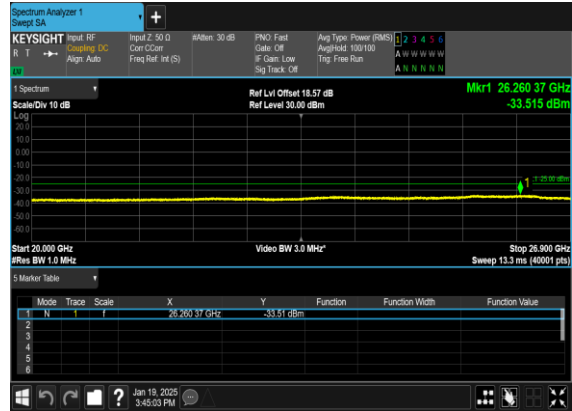 Spectrum Analyzer 1
Swept SA
+
KEYSIGHT
R T
LXI
Input: RF
Coupling: DC
Align: Auto
Input Z: 50 Ω
Corr CCorr
Freq Ref: Int (S)
#Atten: 30 dB
PNO: Fast
Gate: Off
IF Gain: Low
Sig Track: Off
Avg Type: Power (RMS)
Avg|Hold: 100/100
Trig: Free Run
1 2 3 4 5 6
A W W W W W
A N N N N N
1 Spectrum
Scale/Div 10 dB
Ref Lvl Offset 18.57 dB
Ref Level 30.00 dBm
Mkr1 26.260 37 GHz
-33.515 dBm
Log
20.0
10.0
0.00
-10.0
-20.0
-30.0
-40.0
-50.0
-60.0
1
Start 20.000 GHz
#Res BW 1.0 MHz
Video BW 3.0 MHz*
Stop 26.900 GHz
Sweep 13.3 ms (40001 pts)
5 Marker Table
Mode Trace Scale X Y Function Function Width Function Value
1 N 1 f 26.260 37 GHz -33.51 dBm
2
3
4
5
6
?
Jan 19, 2025
3:45:03 PM